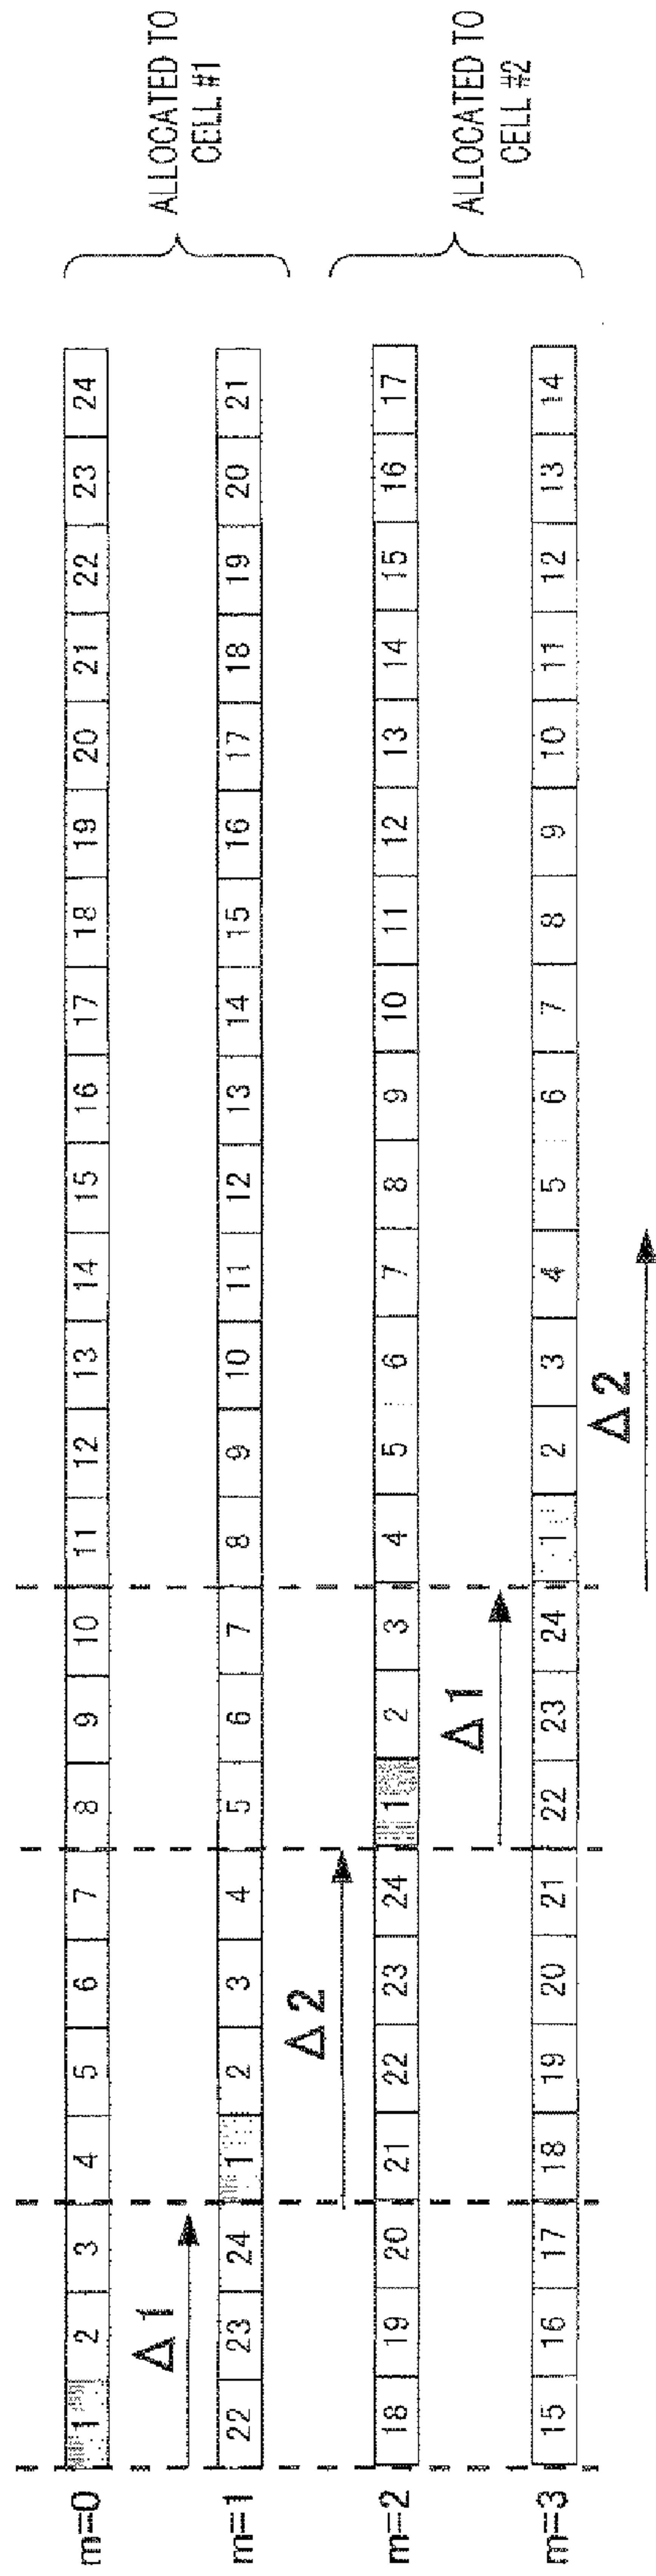 m=0 1 2 3 4 5 6 7 8 9 10 11 12 13 14 15 16 17 18 19 20 21 22 23 24
Δ1
m=1 22 23 24 1 2 3 4 5 6 7 8 9 10 11 12 13 14 15 16 17 18 19 20 21
ALLOCATED TO
CELL #1
Δ2
m=2 18 19 20 21 22 23 24 1 2 3 4 5 6 7 8 9 10 11 12 13 14 15 16 17
Δ1
m=3 15 16 17 18 19 20 21 22 23 24 1 2 3 4 5 6 7 8 9 10 11 12 13 14
ALLOCATED TO
CELL #2
Δ2